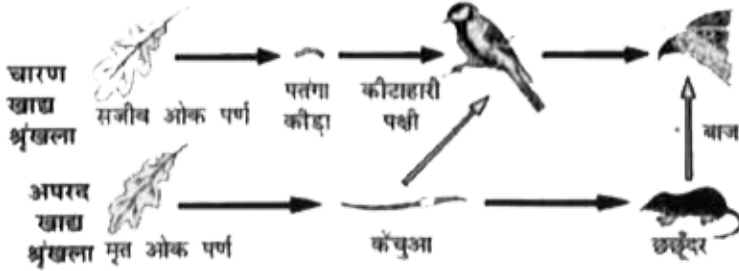 चारण
खाद्य
श्रृंखला
सजीव ओक पर्ण
पतंगा
कीड़ा
कीटाहारी
पक्षी
बाज
अपरद
खाद्य
श्रृंखला
मृत ओक पर्ण
केंचुआ
छछूँदर